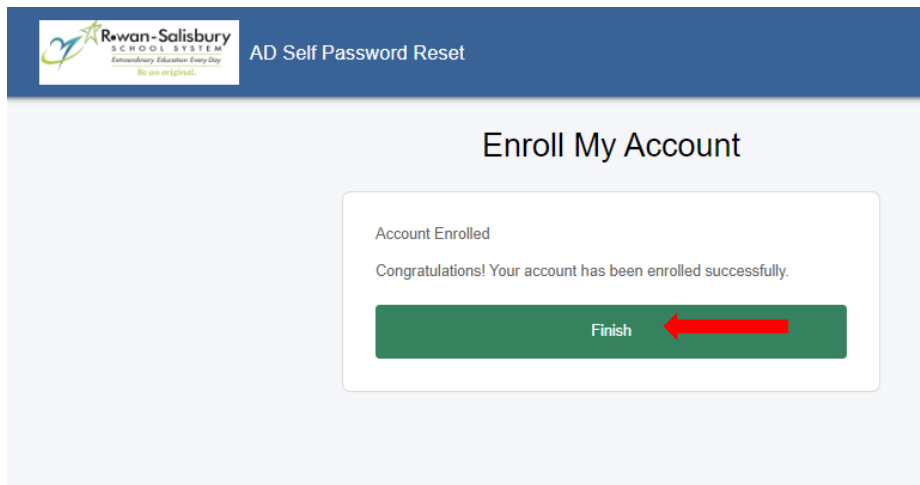 Rowan-Salisbury
SCHOOL SYSTEM
Extraordinary Education Every Day
Be an original.
AD Self Password Reset
Enroll My Account
Account Enrolled
Congratulations! Your account has been enrolled successfully.
Finish